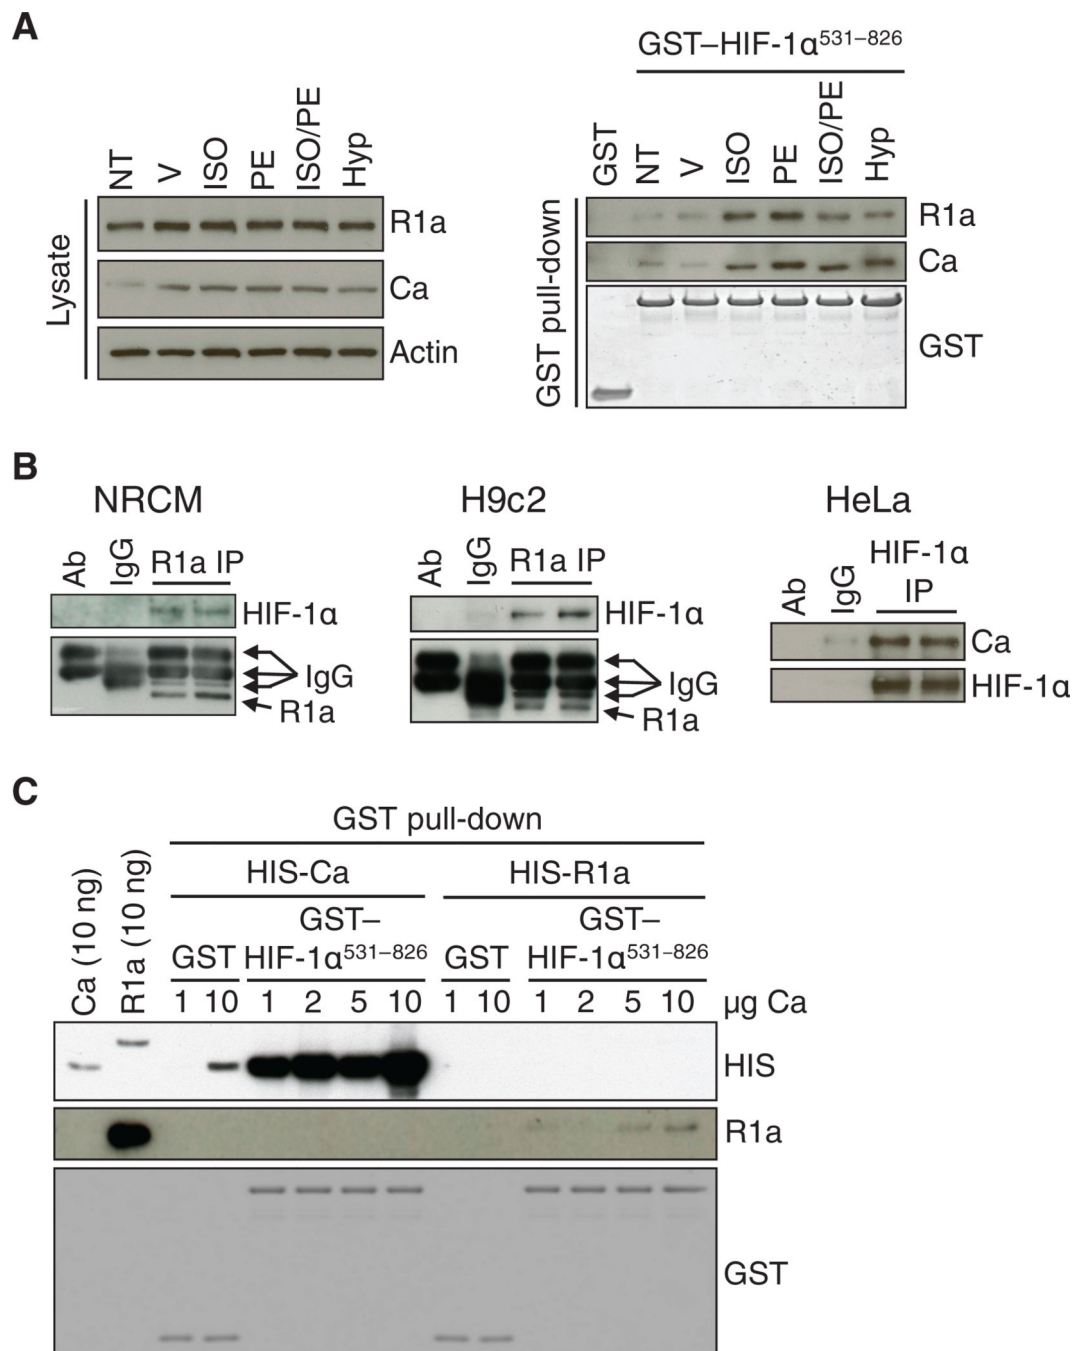 A
GST–HIF-1α531–826
NT V ISO PE ISO/PE Hyp
GST NT V ISO PE ISO/PE Hyp
Lysate
R1a
Ca
Actin
GST pull-down
R1a
Ca
GST
B
NRCM
Ab IgG R1a IP
HIF-1α
IgG
R1a
H9c2
Ab IgG R1a IP
HIF-1α
IgG
R1a
HeLa
Ab IgG HIF-1α
IP
Ca
HIF-1α
C
GST pull-down
HIS-Ca HIS-R1a
Ca (10 ng) R1a (10 ng)
GST– GST–
GST HIF-1α531–826 GST HIF-1α531–826
1 10 1 2 5 10 1 10 1 2 5 10 µg Ca
HIS
R1a
GST